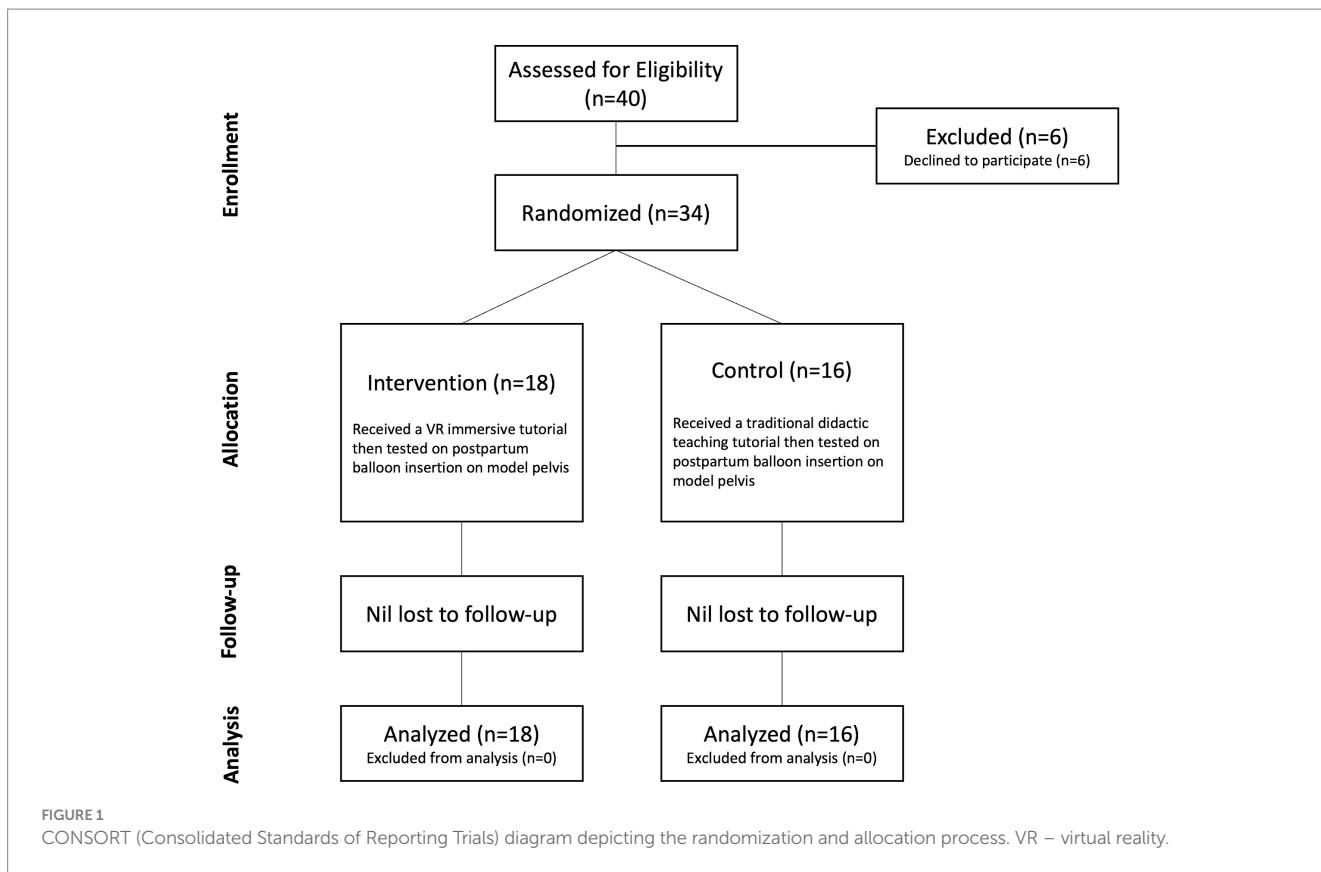 Assessed for Eligibility
(n=40)
Excluded (n=6)
Declined to participate (n=6)
Enrollment
Randomized (n=34)
Allocation
Intervention (n=18)
Received a VR immersive tutorial
then tested on postpartum
balloon insertion on model pelvis
Control (n=16)
Received a traditional didactic
teaching tutorial then tested on
postpartum balloon insertion on
model pelvis
Follow-up
Nil lost to follow-up
Nil lost to follow-up
Analysis
Analyzed (n=18)
Excluded from analysis (n=0)
Analyzed (n=16)
Excluded from analysis (n=0)
FIGURE 1
CONSORT (Consolidated Standards of Reporting Trials) diagram depicting the randomization and allocation process. VR – virtual reality.